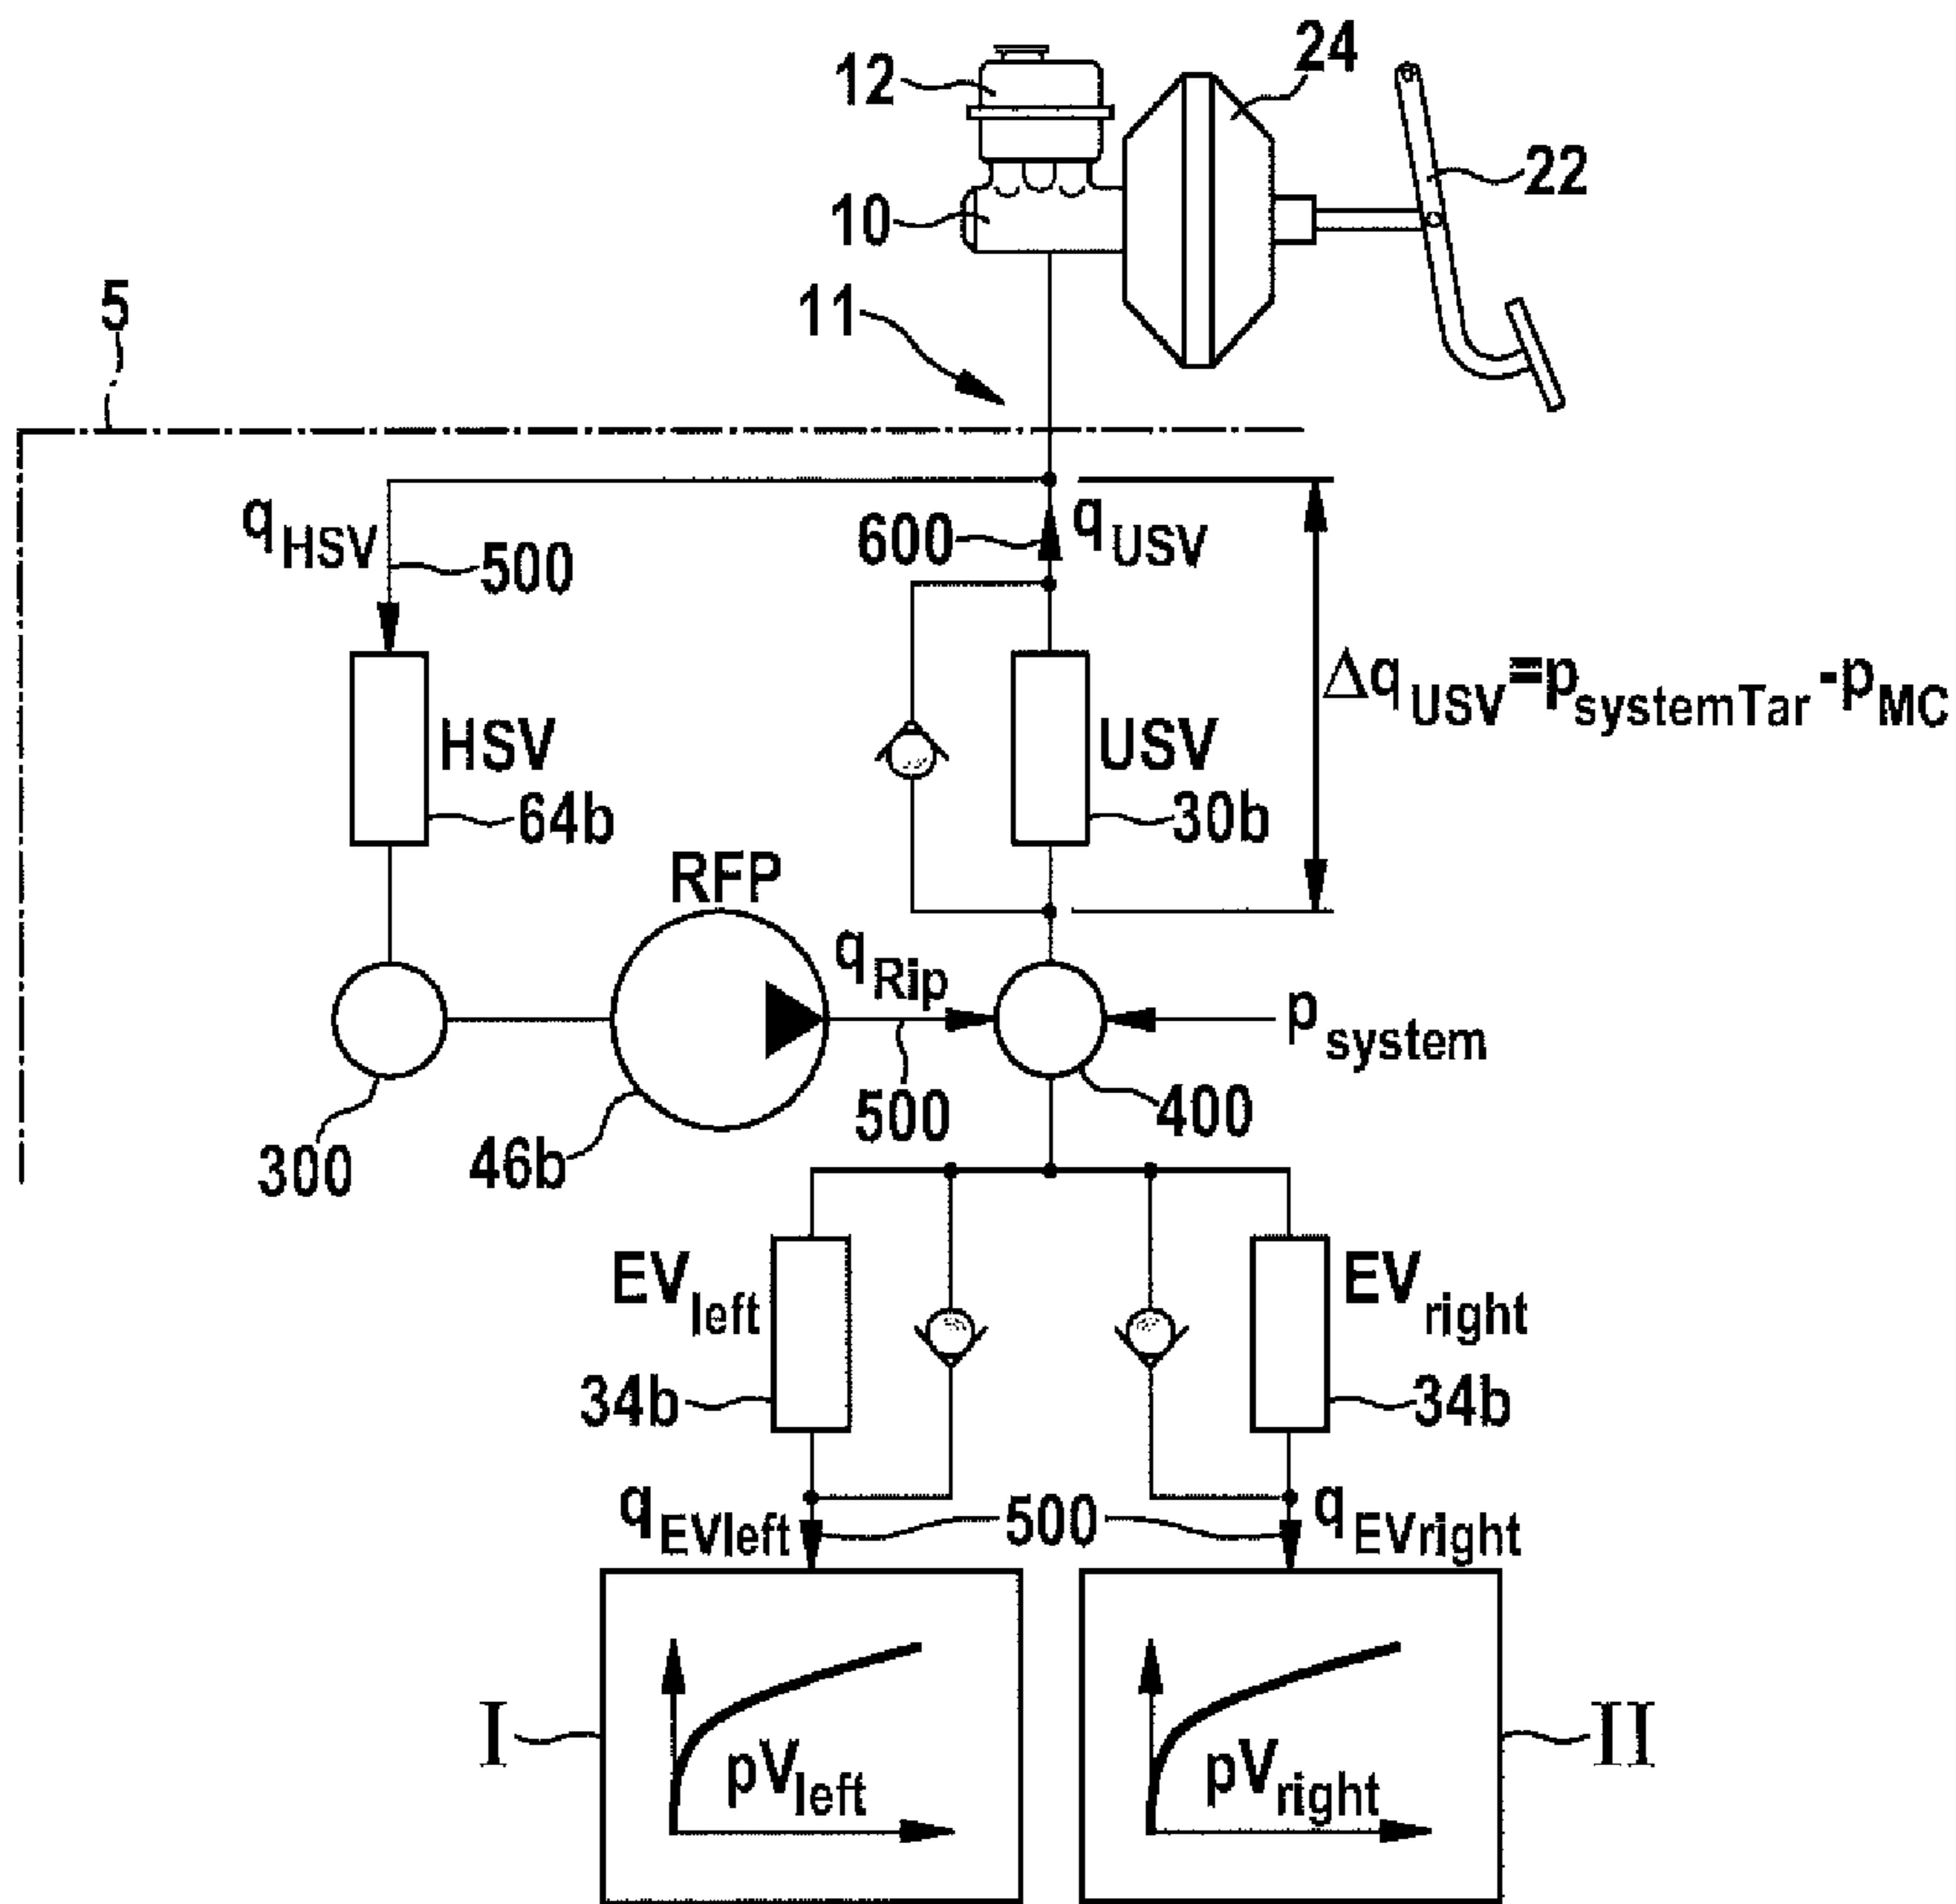 24
12
22
10
11
5
qHSV
500
600
qUSV
ΔqUSV=psystemTar-pMC
HSV
64b
USV
30b
RFP
qRip
psystem
500
400
300
46b
EVleft
EVright
34b
34b
qEVleft
500
qEVright
I
pVleft
pVright
II